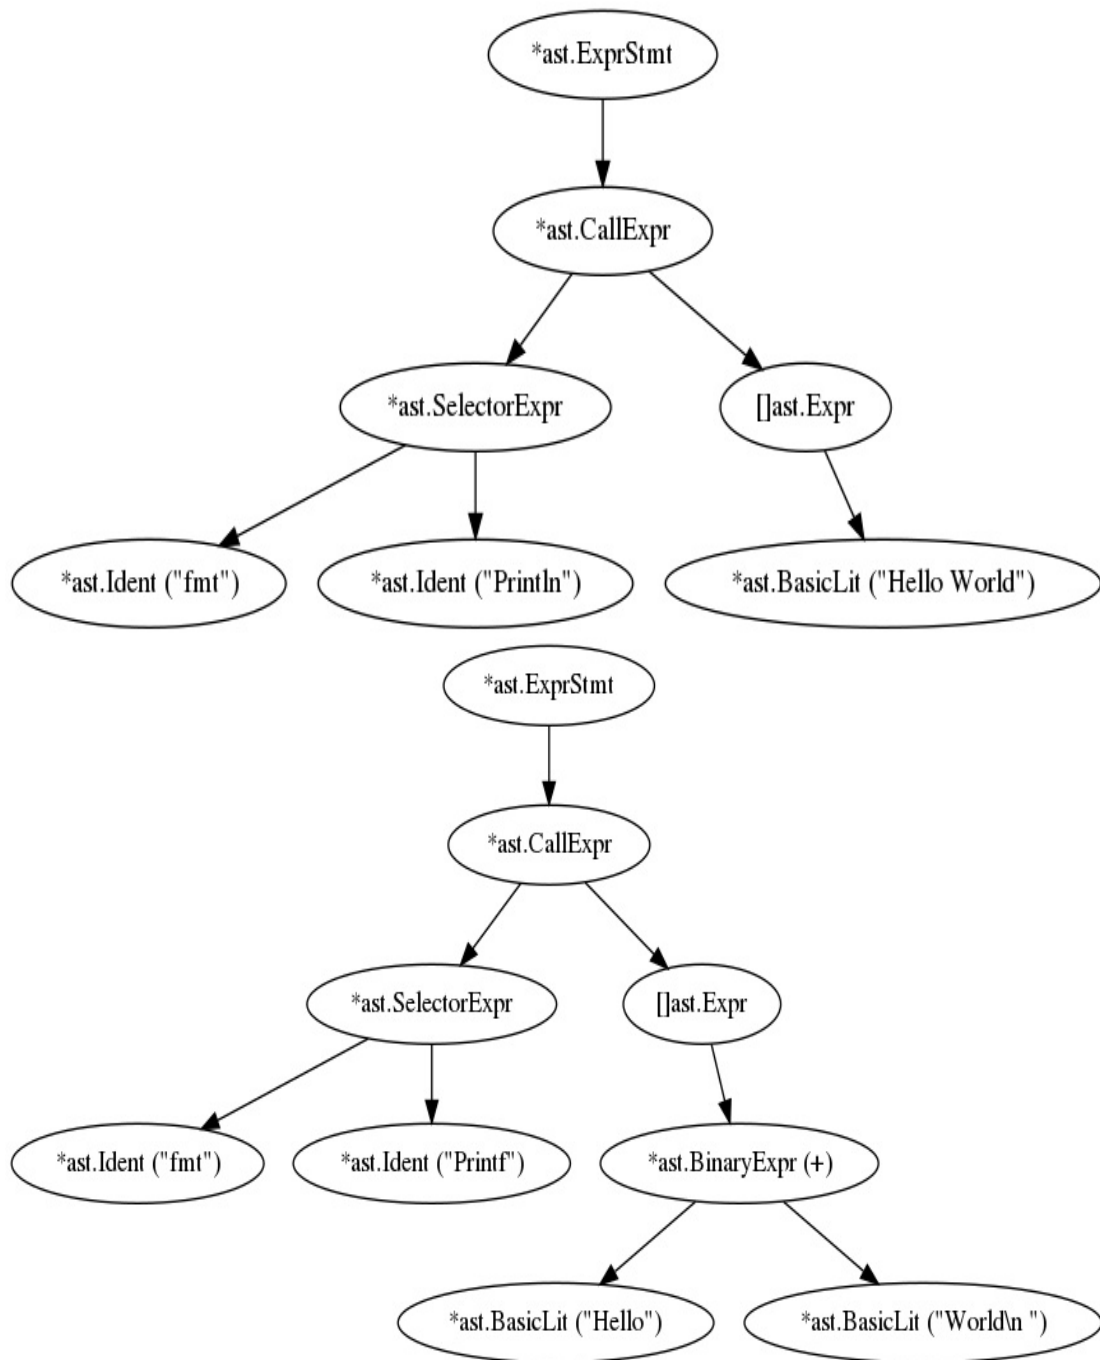 *ast.ExprStmt
*ast.CallExpr
*ast.SelectorExpr
[]ast.Expr
*ast.Ident ("fmt")
*ast.Ident ("Println")
*ast.BasicLit ("Hello World")
*ast.ExprStmt
*ast.CallExpr
*ast.SelectorExpr
[]ast.Expr
*ast.Ident ("fmt")
*ast.Ident ("Printf")
*ast.BinaryExpr (+)
*ast.BasicLit ("Hello")
*ast.BasicLit ("World\n ")